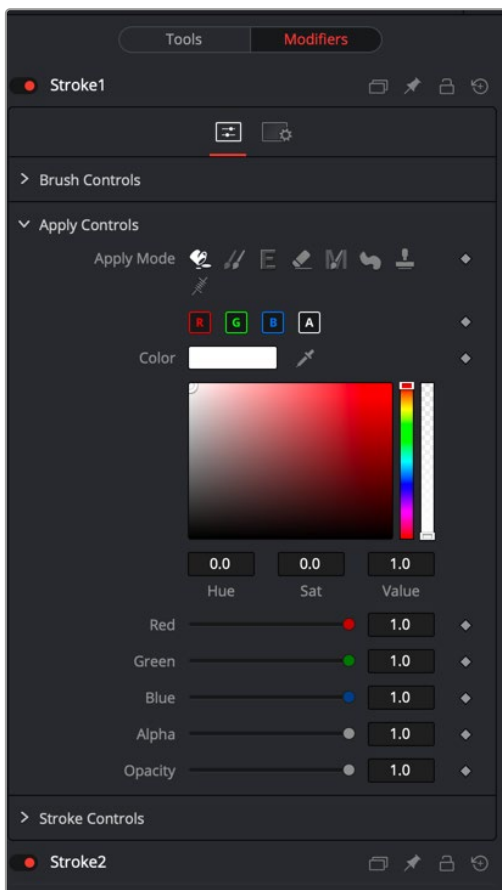 Tools Modifiers
Stroke1
Brush Controls
Apply Controls
Apply Mode
R G B A
Color
0.0 0.0 1.0
Hue Sat Value
Red 1.0
Green 1.0
Blue 1.0
Alpha 1.0
Opacity 1.0
Stroke Controls
Stroke2